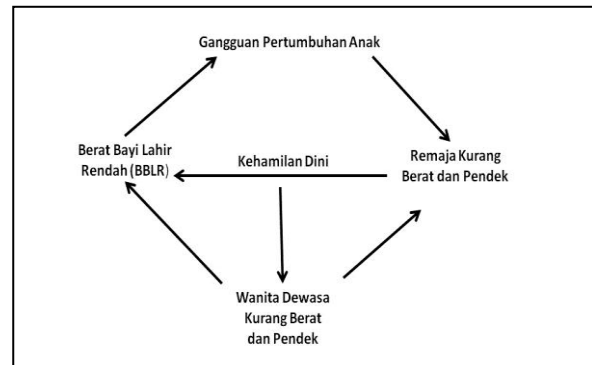 Gangguan Pertumbuhan Anak
Berat Bayi Lahir
Rendah (BBLR)
Kehamilan Dini
Remaja Kurang
Berat dan Pendek
Wanita Dewasa
Kurang Berat
dan Pendek